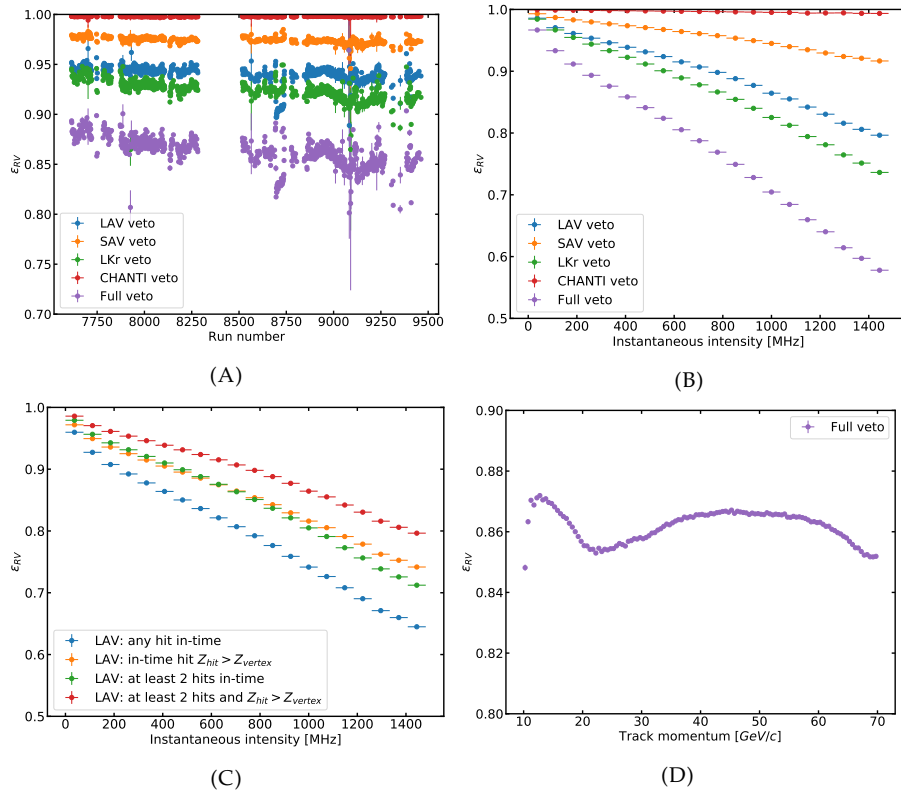 1.00
0.95
0.90
0.85
0.80
0.75
0.70
ε_RV
LAV veto
SAV veto
LKr veto
CHANTI veto
Full veto
7750 8000 8250 8500 8750 9000 9250 9500
Run number
(A)
1.0
0.9
0.8
0.7
0.6
0.5
ε_RV
LAV veto
SAV veto
LKr veto
CHANTI veto
Full veto
0 200 400 600 800 1000 1200 1400
Instantaneous intensity [MHz]
(B)
1.0
0.9
0.8
0.7
0.6
0.5
ε_RV
LAV: any hit in-time
LAV: in-time hit Z_hit > Z_vertex
LAV: at least 2 hits in-time
LAV: at least 2 hits and Z_hit > Z_vertex
0 200 400 600 800 1000 1200 1400
Instantaneous intensity [MHz]
(C)
0.90
0.88
0.86
0.84
0.82
0.80
ε_RV
Full veto
10 20 30 40 50 60 70
Track momentum [GeV/c]
(D)